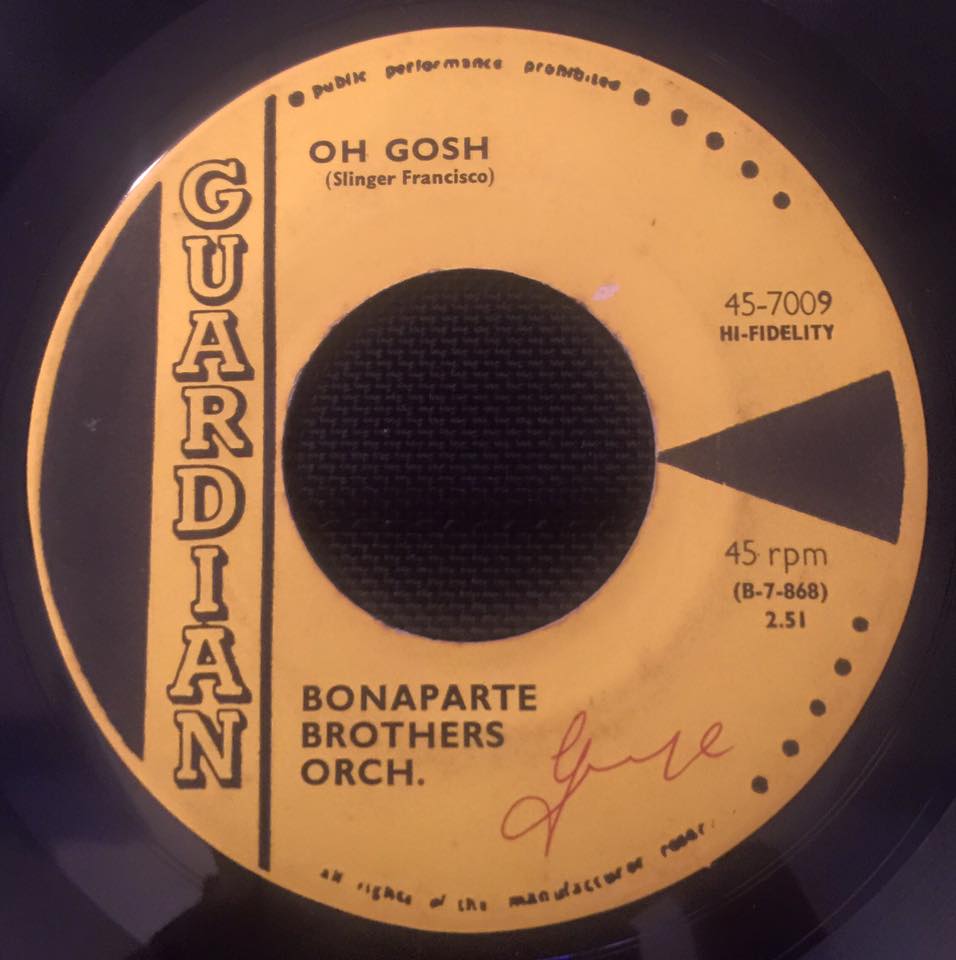 public performance prohibited
OH GOSH
(Slinger Francisco)
GUARDIAN
45-7009
HI-FIDELITY
45 rpm
(B-7-868)
2.51
BONAPARTE
BROTHERS
ORCH.
all rights of the manufacturer